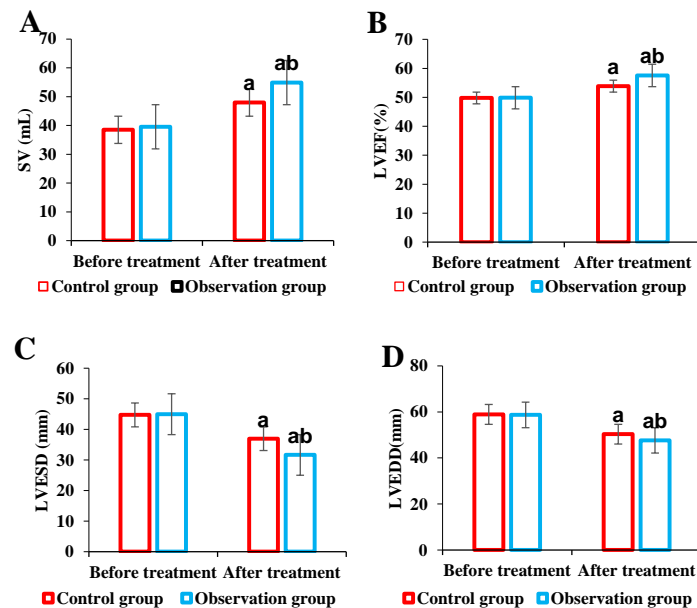 A
SV (mL)
70
60
50
40
30
20
10
0
a
ab
Before treatment After treatment
Control group Observation group
B
LVEF(%)
80
70
60
50
40
30
20
10
0
a
ab
Before treatment After treatment
Control group Observation group
C
LVESD (mm)
60
50
40
30
20
10
0
a
ab
Before treatment After treatment
Control group Observation group
D
LVEDD(mm)
80
60
40
20
0
a
ab
Before treatment After treatment
Control group Observation group